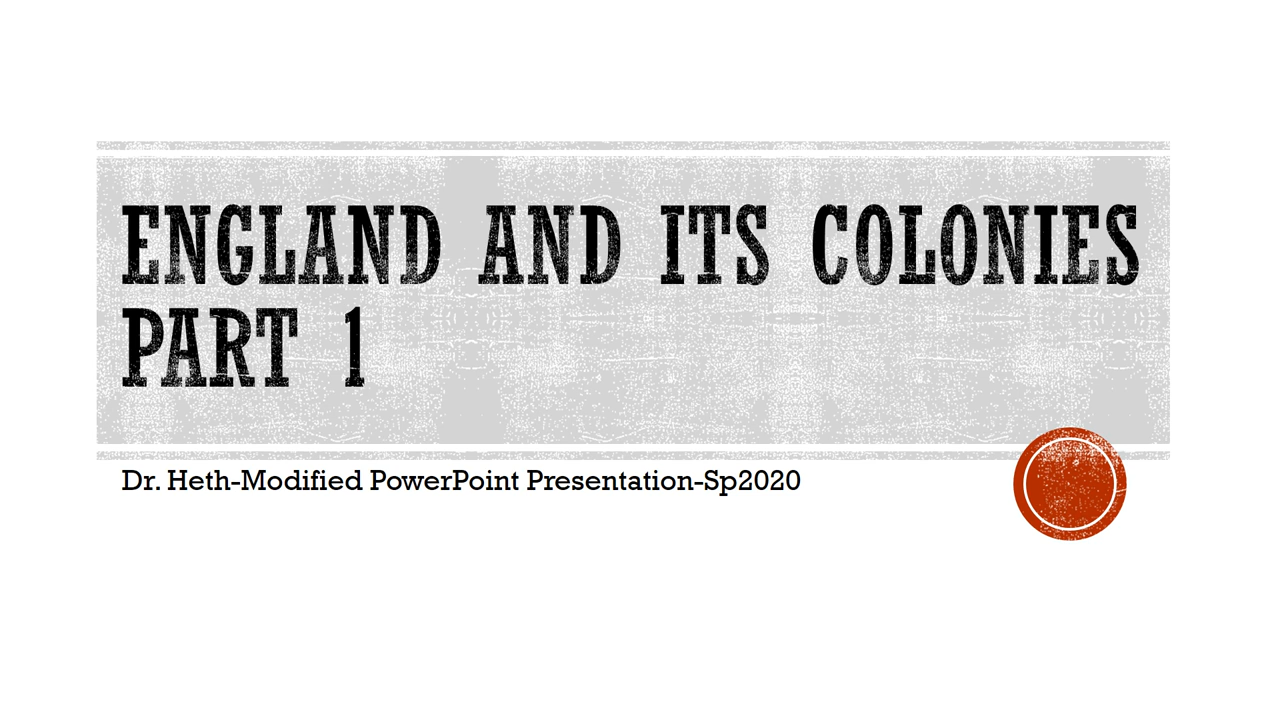 ENGLAND AND ITS COLONIES
PART 1
Dr. Heth-Modified PowerPoint Presentation-Sp2020